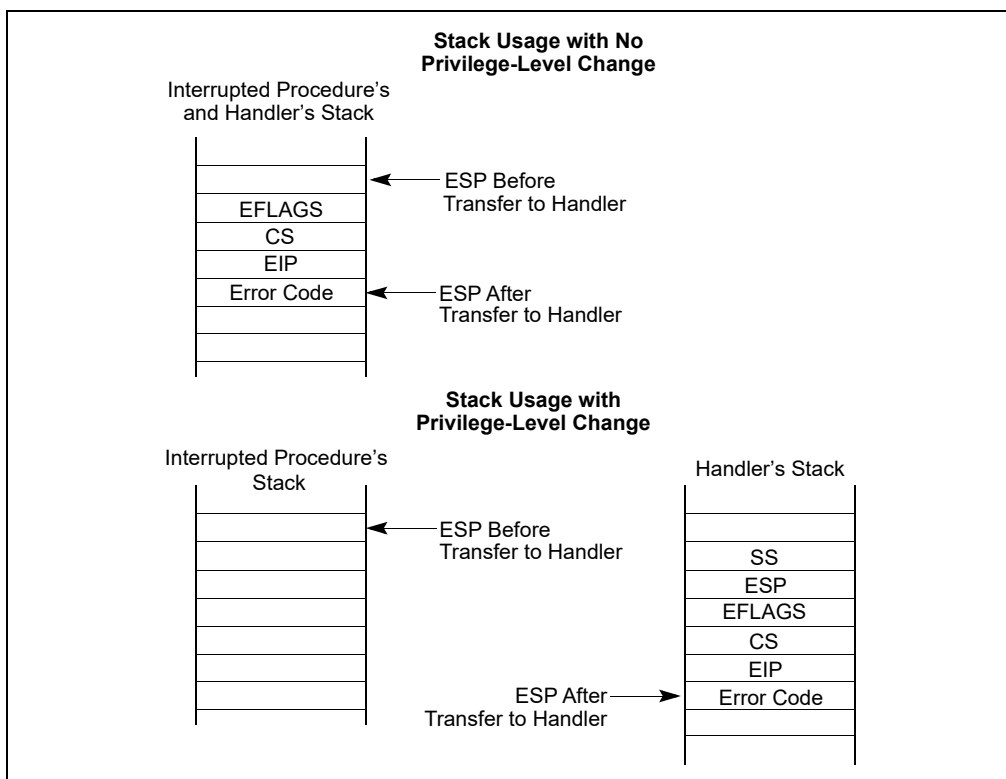 Stack Usage with No
Privilege-Level Change
Interrupted Procedure's
and Handler's Stack
ESP Before
Transfer to Handler
EFLAGS
CS
EIP
Error Code
ESP After
Transfer to Handler
Stack Usage with
Privilege-Level Change
Interrupted Procedure's
Stack
Handler's Stack
ESP Before
Transfer to Handler
SS
ESP
EFLAGS
CS
EIP
ESP After
Transfer to Handler
Error Code